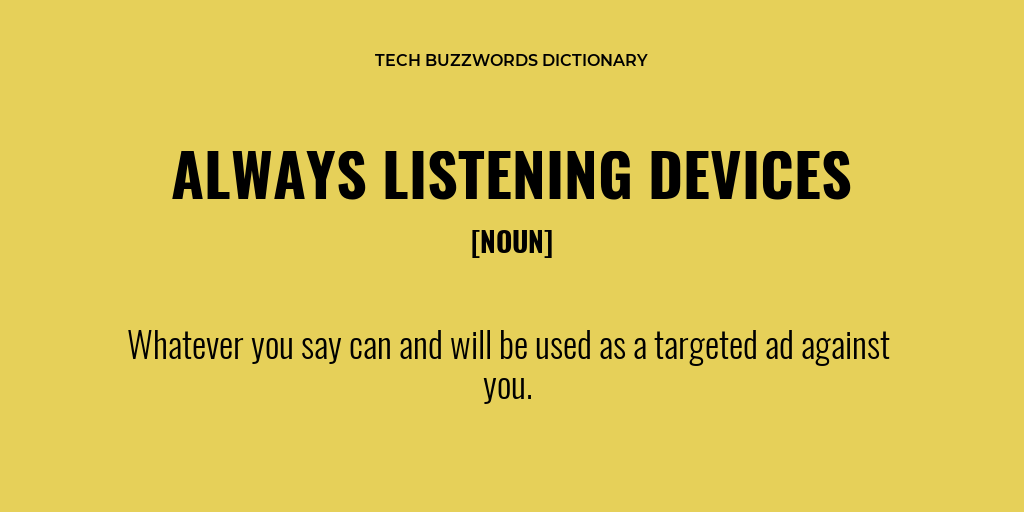 TECH BUZZWORDS DICTIONARY
ALWAYS LISTENING DEVICES
[NOUN]
Whatever you say can and will be used as a targeted ad against
you.